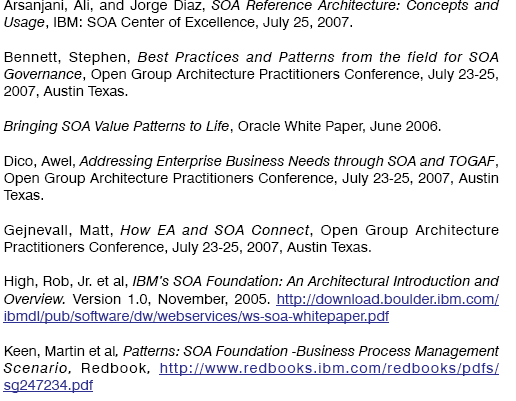 Arsanjani, Ali, and Jorge Diaz, SOA Reference Architecture: Concepts and
Usage, IBM: SOA Center of Excellence, July 25, 2007.
Bennett, Stephen, Best Practices and Patterns from the field for SOA
Governance, Open Group Architecture Practitioners Conference, July 23-25,
2007, Austin Texas.
Bringing SOA Value Patterns to Life, Oracle White Paper, June 2006.
Dico, Awel, Addressing Enterprise Business Needs through SOA and TOGAF,
Open Group Architecture Practitioners Conference, July 23-25, 2007, Austin
Texas.
Gejnevall, Matt, How EA and SOA Connect, Open Group Architecture
Practitioners Conference, July 23-25, 2007, Austin Texas.
High, Rob, Jr. et al, IBM's SOA Foundation: An Architectural Introduction and
Overview. Version 1.0, November, 2005. http://download.boulder.ibm.com/
ibmdl/pub/software/dw/webservices/ws-soa-whitepaper.pdf
Keen, Martin et al, Patterns: SOA Foundation -Business Process Management
Scenario, Redbook, http://www.redbooks.ibm.com/redbooks/pdfs/
sg247234.pdf